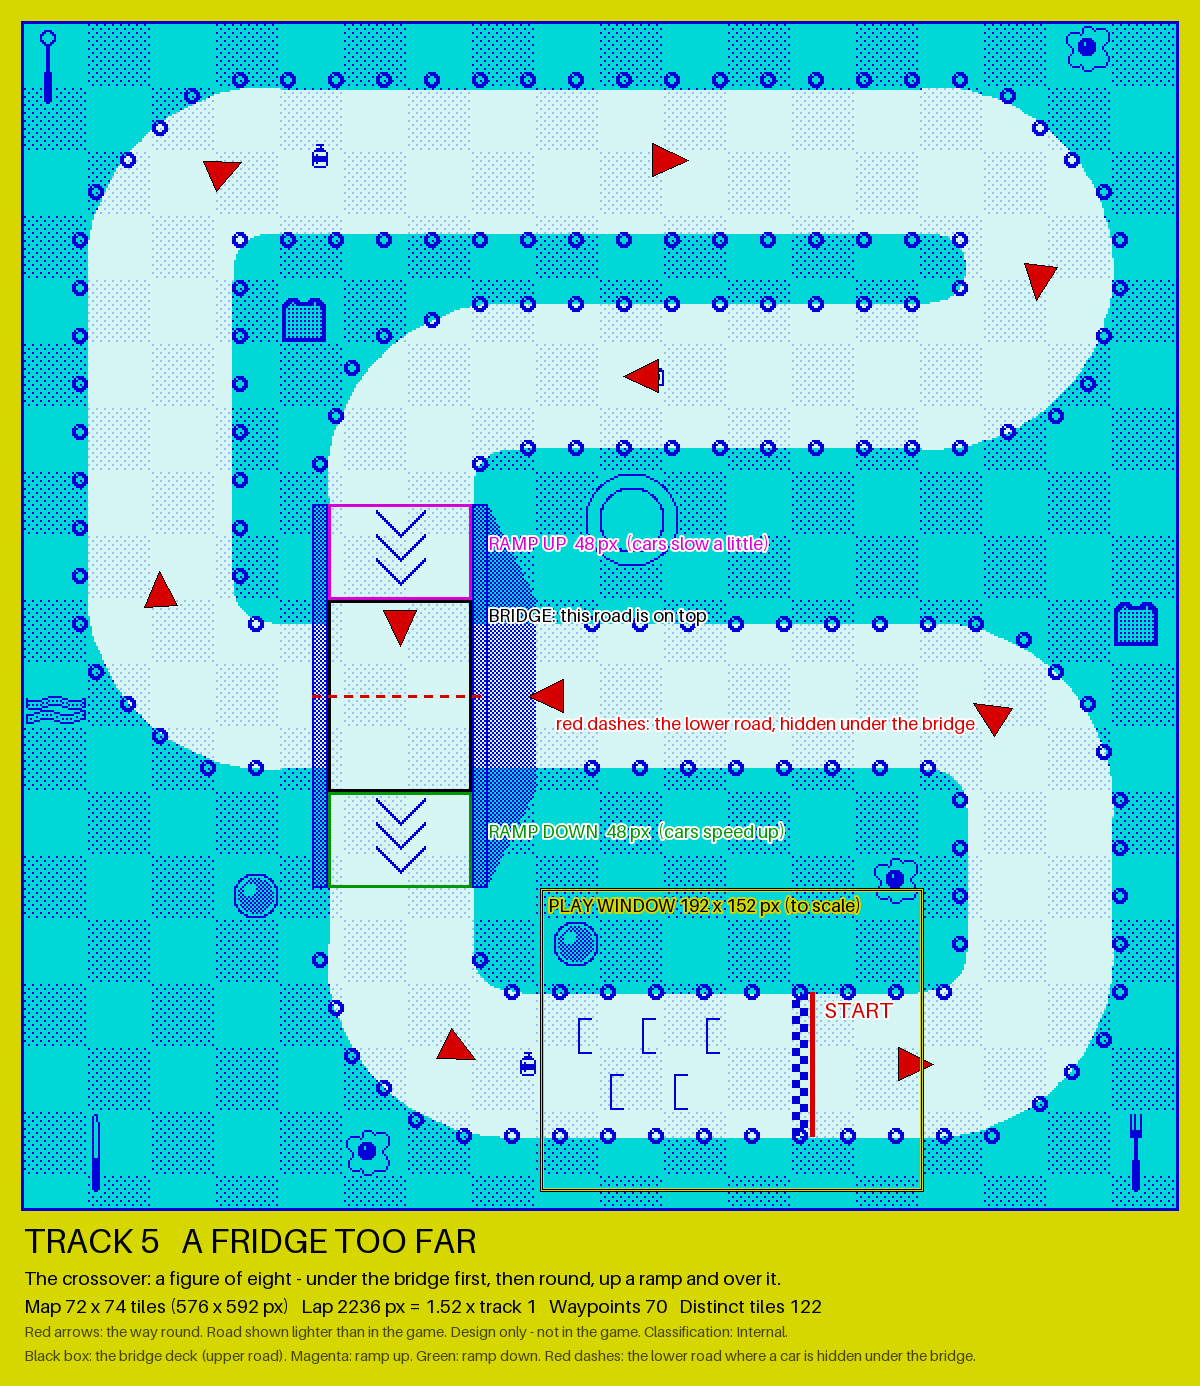 RAMP UP 48 px (cars slow a little)
BRIDGE: this road is on top
red dashes: the lower road, hidden under the bridge
RAMP DOWN 48 px (cars speed up)
PLAY WINDOW 192 x 152 px (to scale)
START
TRACK 5 A FRIDGE TOO FAR
The crossover: a figure of eight - under the bridge first, then round, up a ramp and over it.
Map 72 x 74 tiles (576 x 592 px) Lap 2236 px = 1.52 x track 1 Waypoints 70 Distinct tiles 122
Red arrows: the way round. Road shown lighter than in the game. Design only - not in the game. Classification: Internal.
Black box: the bridge deck (upper road). Magenta: ramp up. Green: ramp down. Red dashes: the lower road where a car is hidden under the bridge.